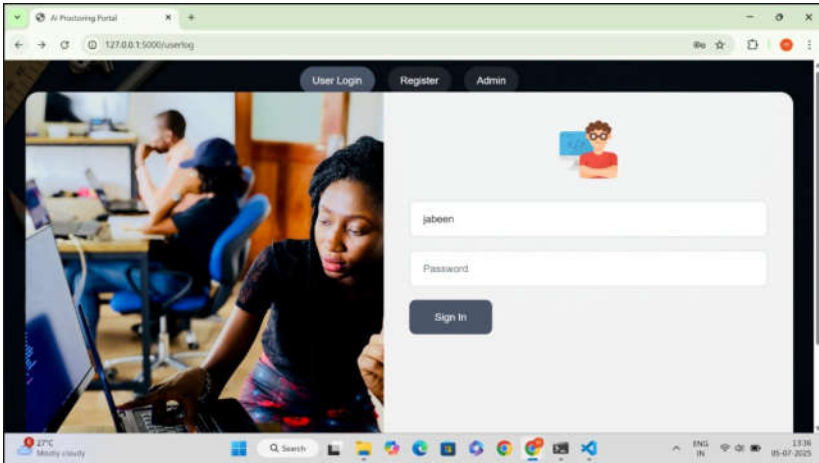 AI Proctoring Portal
127.0.0.1:5000/userlog
User Login Register Admin
jabeen
Password
Sign In
27°C
Mostly cloudy
Search
ENG
IN
13:36
05-07-2025